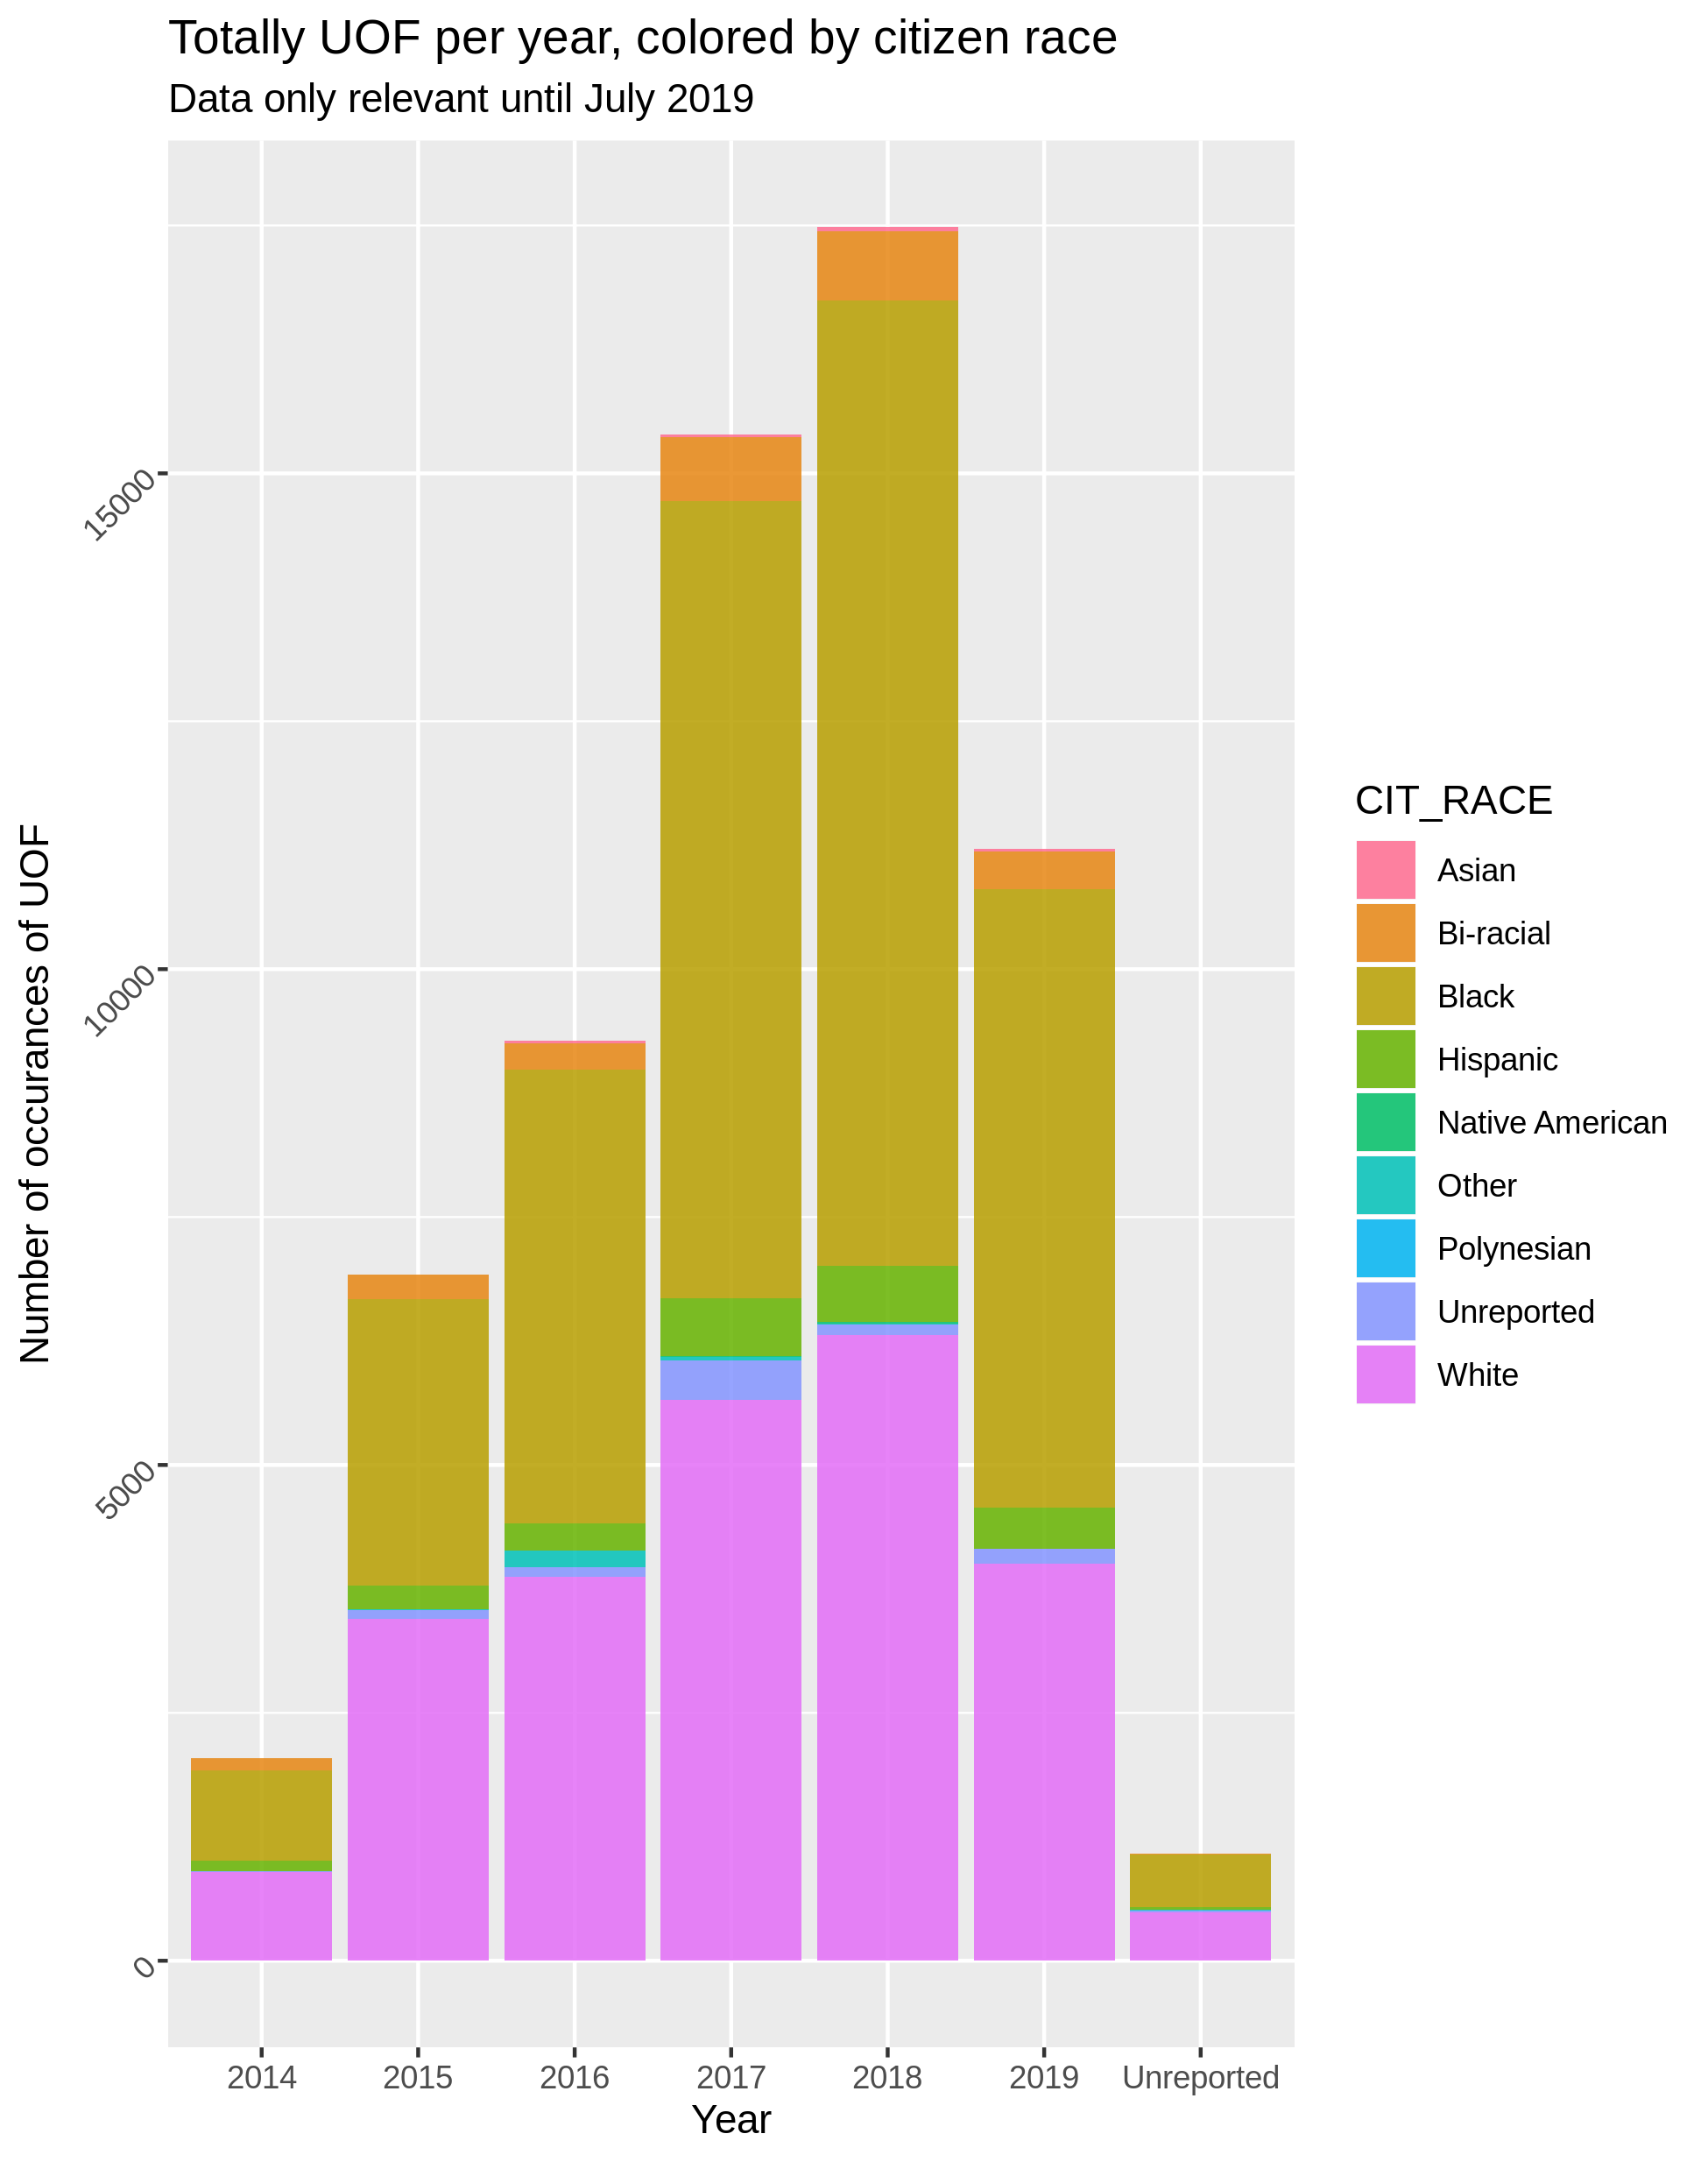 Totally UOF per year, colored by citizen race
Data only relevant until July 2019
Number of occurances of UOF
15000
10000
5000
0
2014
2015
2016
2017
2018
2019
Unreported
Year
CIT_RACE
Asian
Bi-racial
Black
Hispanic
Native American
Other
Polynesian
Unreported
White